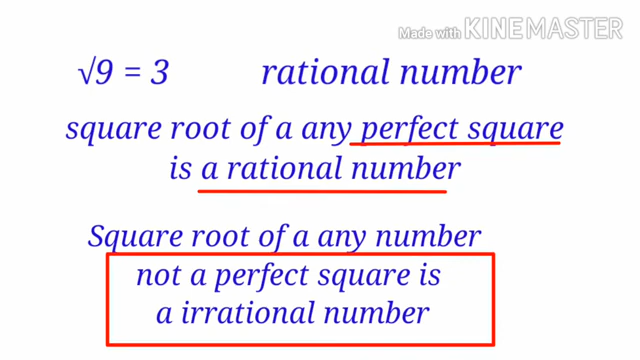 Made with KINEMASTER
√9 = 3 rational number
square root of a any perfect square
is a rational number
Square root of a any number
not a perfect square is
a irrational number